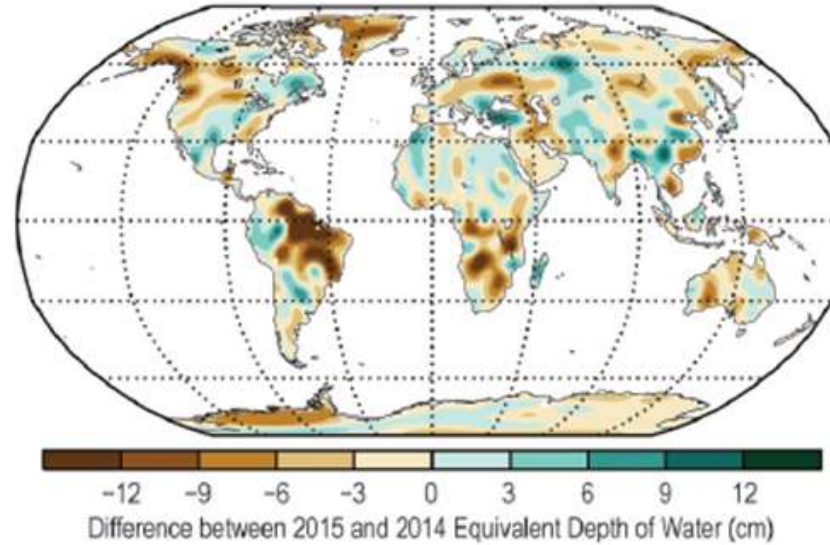 −12 −9 −6 −3 0 3 6 9 12
Difference between 2015 and 2014 Equivalent Depth of Water (cm)